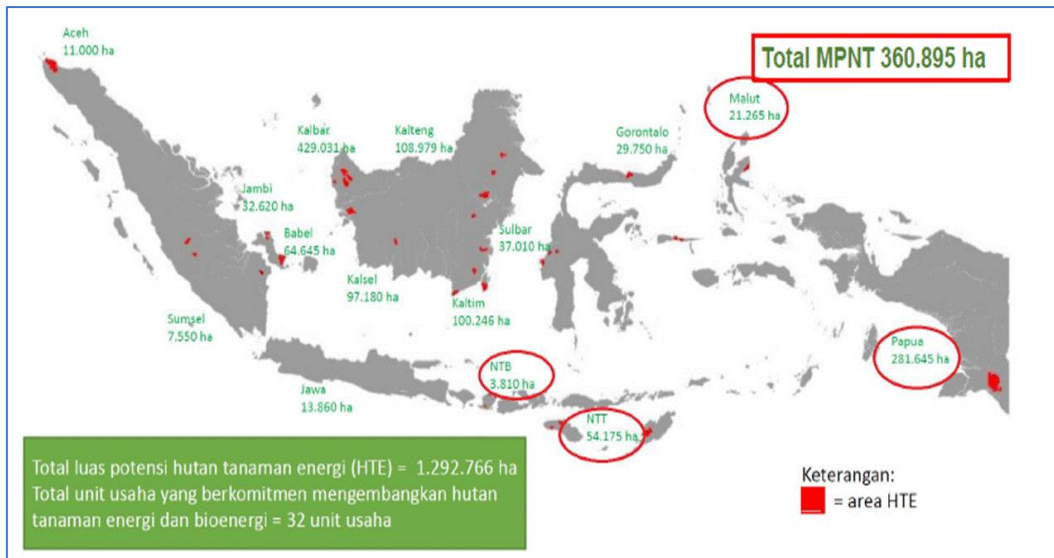 Aceh
11.000 ha
Total MPNT 360.895 ha
Malut
21.265 ha
Kalbar
429.031 ha
Kalteng
108.979 ha
Gorontalo
29.750 ha
Jambi
32.620 ha
Babel
64.645 ha
Sulbar
37.010 ha
Kalsel
97.180 ha
Kaltim
100.246 ha
Sumsel
7.550 ha
Papua
281.645 ha
NTB
3.810 ha
Jawa
13.860 ha
NTT
54.175 ha
Total luas potensi hutan tanaman energi (HTE) = 1.292.766 ha
Total unit usaha yang berkomitmen mengembangkan hutan
tanaman energi dan bioenergi = 32 unit usaha
Keterangan:
= area HTE